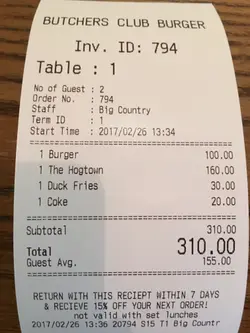 BUTCHERS CLUB BURGER
Inv. ID: 794
Table : 1
No of Guest : 2
Order No. : 794
Staff : Big Country
Term ID : 1
Start Time : 2017/02/26 13:34
1 Burger 100.00
1 The Hogtown 160.00
1 Duck Fries 30.00
1 Coke 20.00
Subtotal 310.00
Total 310.00
Guest Avg. 155.00
RETURN WITH THIS RECIEPT WITHIN 7 DAYS
& RECIEVE 15% OFF YOUR NEXT ORDER!
not valid with set lunches
2017/02/26 13:36 20794 S15 T1 Big Countr